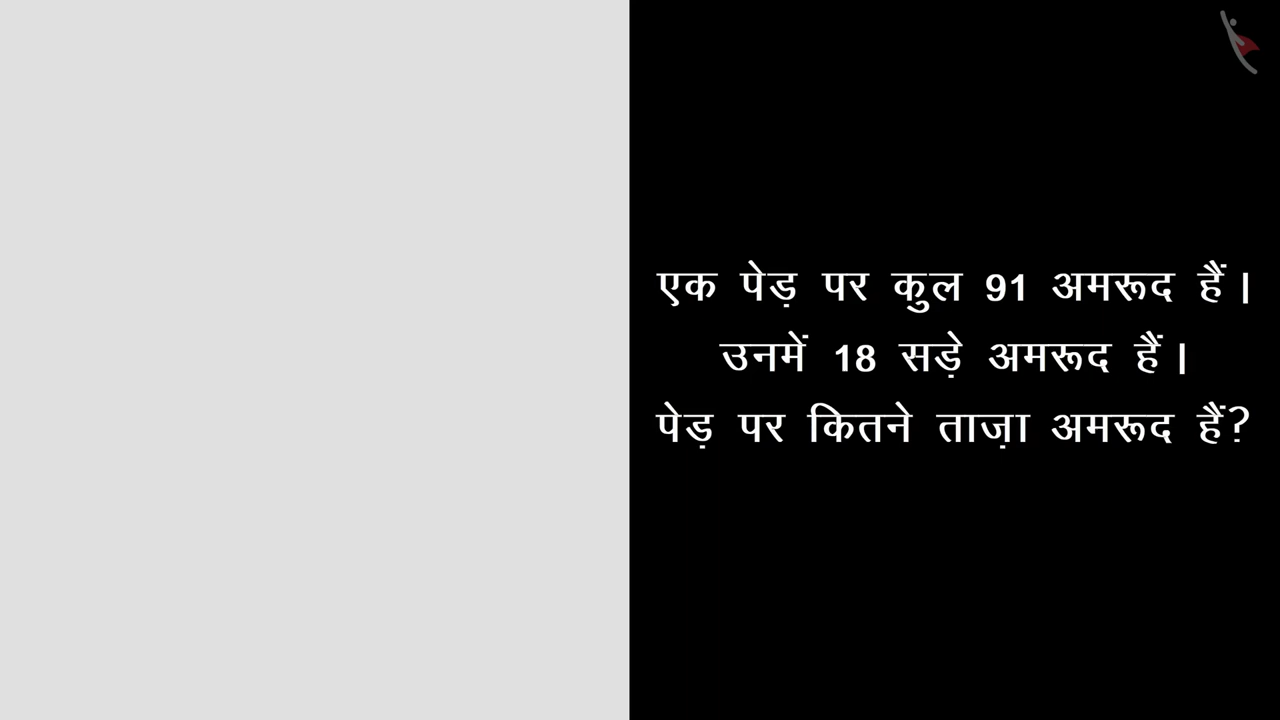 एक पेड़ पर कुल 91 अमरूद हैं।
उनमें 18 सड़े अमरूद हैं।
पेड़ पर कितने ताज़ा अमरूद हैं?